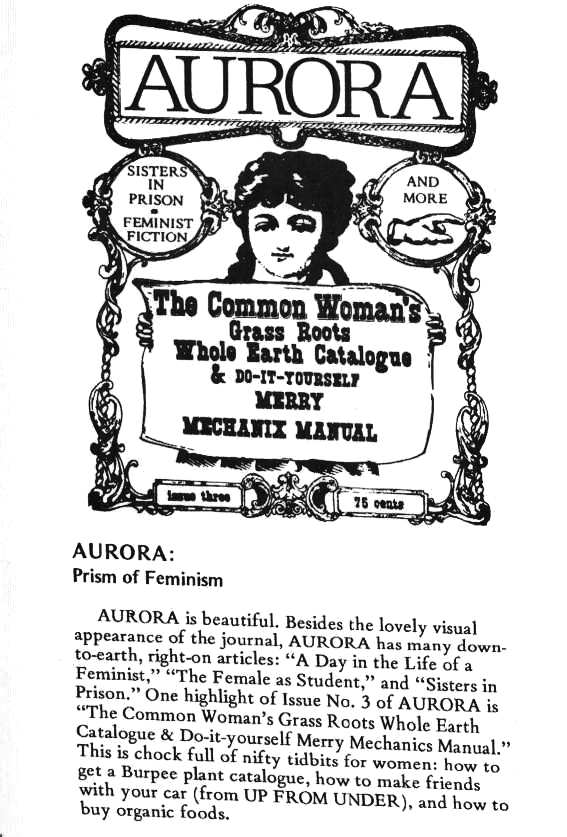 AURORA
SISTERS
IN
PRISON
-
FEMINIST
FICTION
AND
MORE
The Common Woman's
Grass Roots
Whole Earth Catalogue
& DO-IT-YOURSELF
MERRY
MECHANIX MANUAL
issue three
75 cents
AURORA:
Prism of Feminism
AURORA is beautiful. Besides the lovely visual
appearance of the journal, AURORA has many down-
to-earth, right-on articles: “A Day in the Life of a
Feminist,” “The Female as Student,” and “Sisters in
Prison.” One highlight of Issue No. 3 of AURORA is
“The Common Woman's Grass Roots Whole Earth
Catalogue & Do-it-yourself Merry Mechanics Manual.”
This is chock full of nifty tidbits for women: how to
get a Burpee plant catalogue, how to make friends
with your car (from UP FROM UNDER), and how to
buy organic foods.